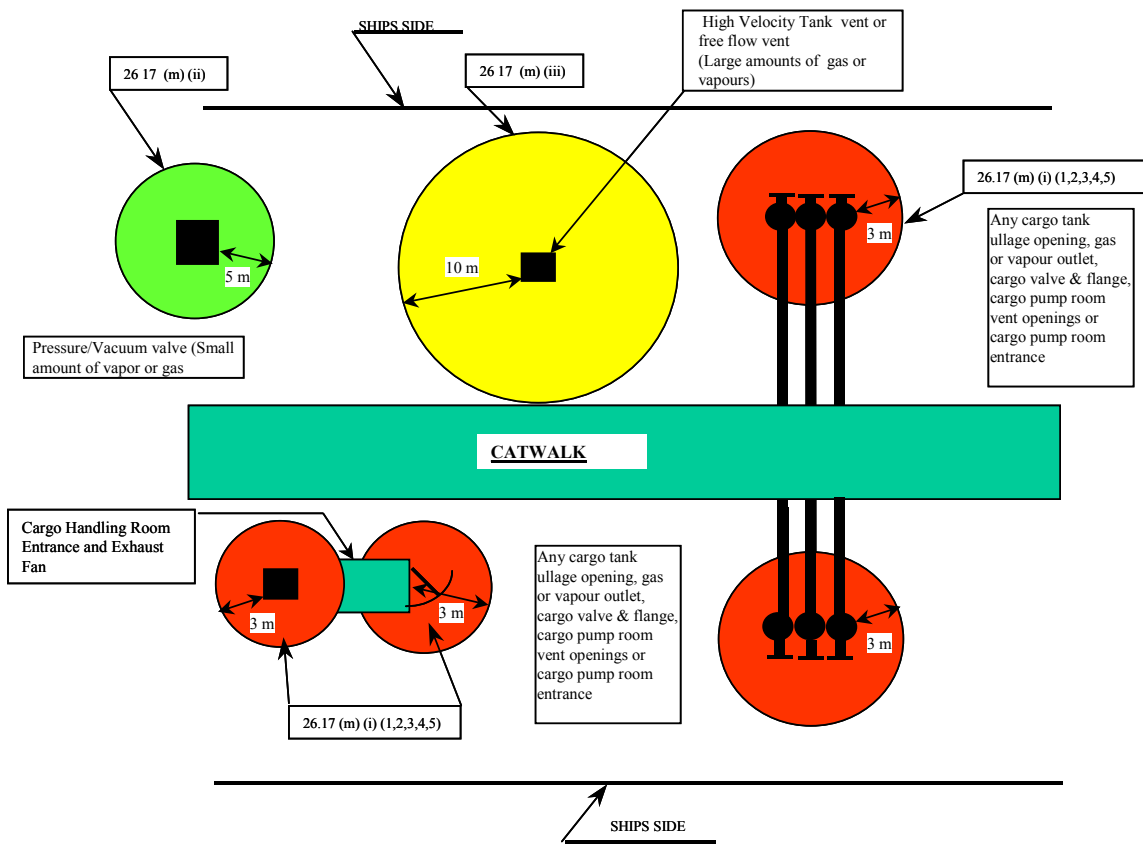 SHIPS SIDE
High Velocity Tank vent or
free flow vent
(Large amounts of gas or
vapours)
26 17 (m) (ii)
26 17 (m) (iii)
26.17 (m) (i) (1,2,3,4,5)
3 m
Any cargo tank
ullage opening, gas
or vapour outlet,
cargo valve & flange,
cargo pump room
vent openings or
cargo pump room
entrance
5 m
10 m
Pressure/Vacuum valve (Small
amount of vapor or gas
CATWALK
Cargo Handling Room
Entrance and Exhaust
Fan
3 m
3 m
Any cargo tank
ullage opening, gas
or vapour outlet,
cargo valve & flange,
cargo pump room
vent openings or
cargo pump room
entrance
3 m
26.17 (m) (i) (1,2,3,4,5)
SHIPS SIDE